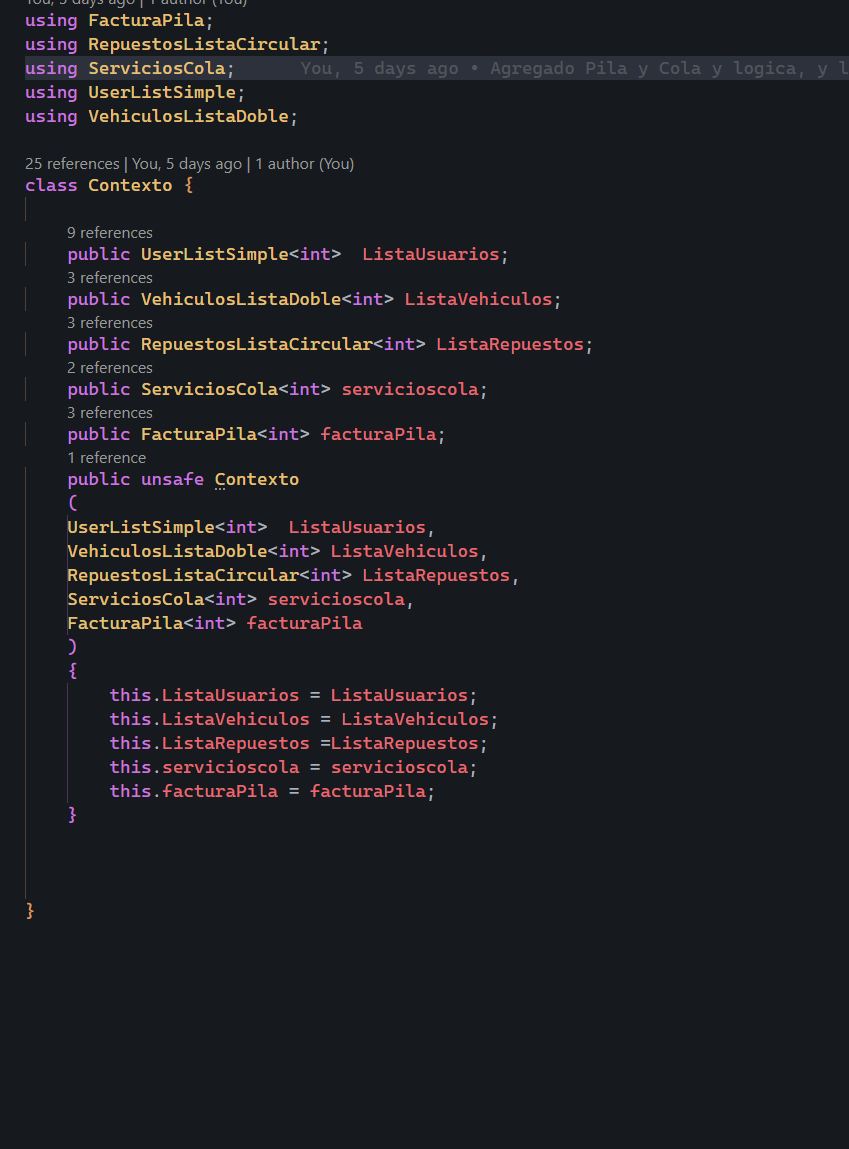 You, 5 days ago | 1 author (You)
using FacturaPila;
using RepuestosListaCircular;
using ServiciosCola;      You, 5 days ago • Agregado Pila y Cola y logica, y
using UserListSimple;
using VehiculosListaDoble;
25 references | You, 5 days ago | 1 author (You)
class Contexto {
9 references
public UserListSimple<int>  ListaUsuarios;
3 references
public VehiculosListaDoble<int> ListaVehiculos;
3 references
public RepuestosListaCircular<int> ListaRepuestos;
2 references
public ServiciosCola<int> servicioscola;
3 references
public FacturaPila<int> facturaPila;
1 reference
public unsafe Contexto
(
UserListSimple<int>  ListaUsuarios,
VehiculosListaDoble<int> ListaVehiculos,
RepuestosListaCircular<int> ListaRepuestos,
ServiciosCola<int> servicioscola,
FacturaPila<int> facturaPila
)
{
this.ListaUsuarios = ListaUsuarios;
this.ListaVehiculos = ListaVehiculos;
this.ListaRepuestos =ListaRepuestos;
this.servicioscola = servicioscola;
this.facturaPila = facturaPila;
}
}